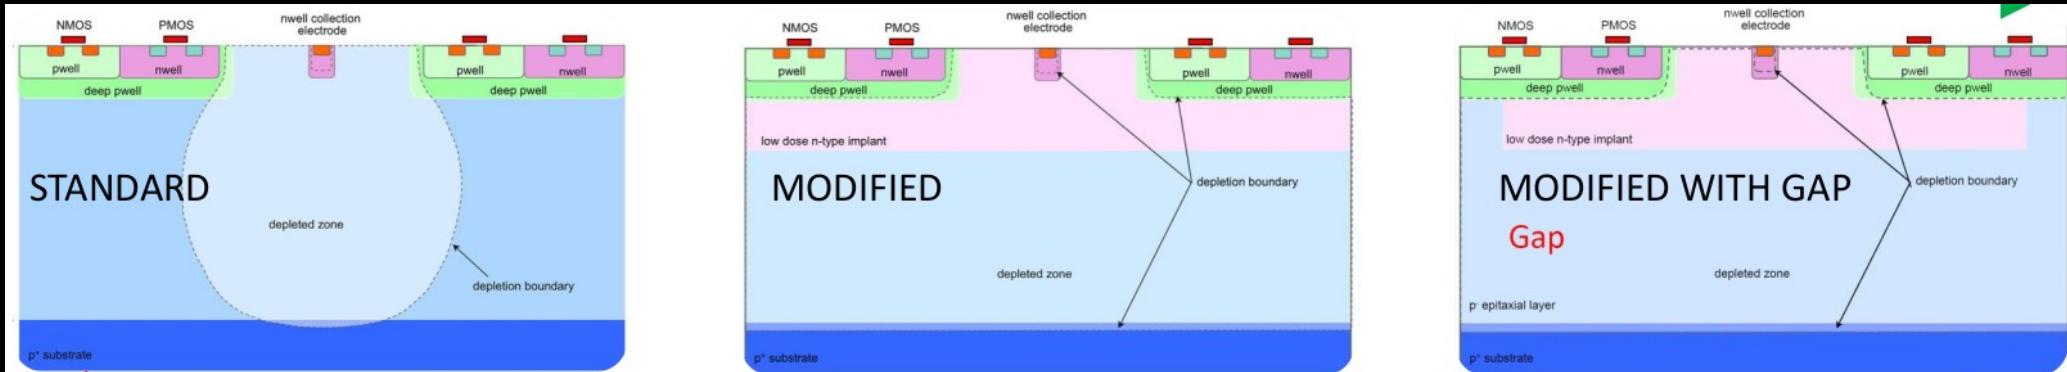 NMOS
PMOS
nwell collection
electrode
pwell
nwell
pwell
nwell
deep pwell
deep pwell
STANDARD
depleted zone
depletion boundary
p+ substrate
NMOS
PMOS
nwell collection
electrode
pwell
nwell
pwell
nwell
deep pwell
deep pwell
low dose n-type implant
MODIFIED
depletion boundary
depleted zone
p+ substrate
NMOS
PMOS
nwell collection
electrode
pwell
nwell
pwell
nwell
deep pwell
deep pwell
low dose n-type implant
MODIFIED WITH GAP
depletion boundary
Gap
depleted zone
p- epitaxial layer
p+ substrate